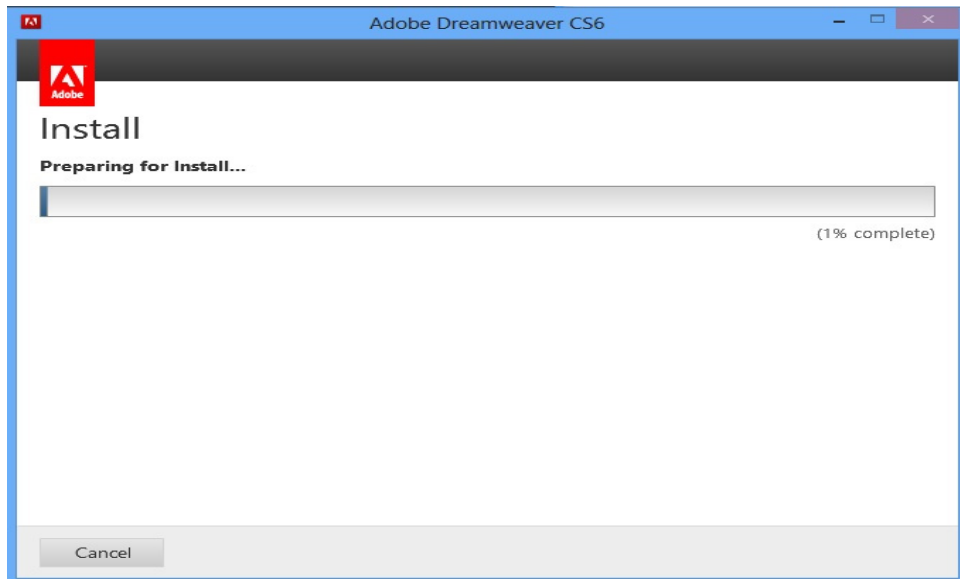 Adobe Dreamweaver CS6
Adobe
Install
Preparing for Install...
(1% complete)
Cancel